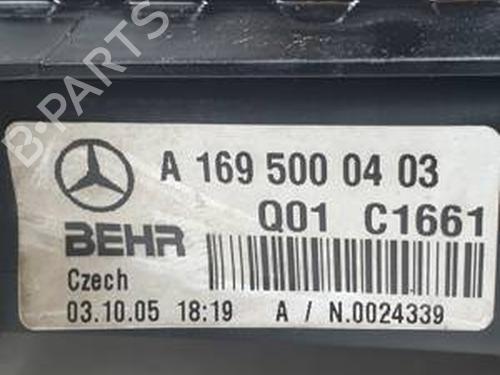 B-PARTS
A 169 500 04 03
Q01 C1661
BEHR
Czech
03.10.05 18:19 A / N.0024339